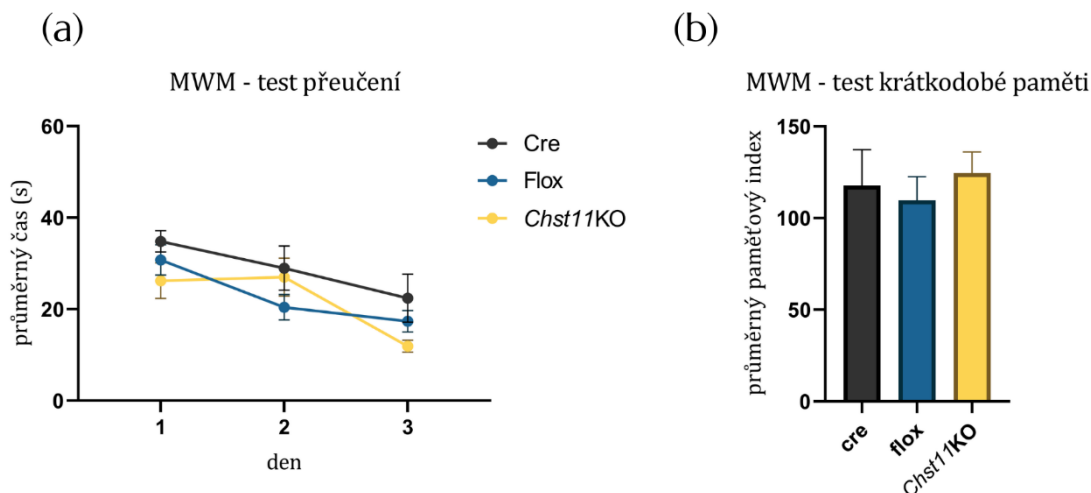 (a)
MWM - test přeučení
průměrný čas (s)
60
40
20
0
1
2
3
den
Cre
Flox
Chst11KO
(b)
MWM - test krátkodobé paměti
průměrný paměťový index
150
100
50
0
cre
flox
Chst11KO